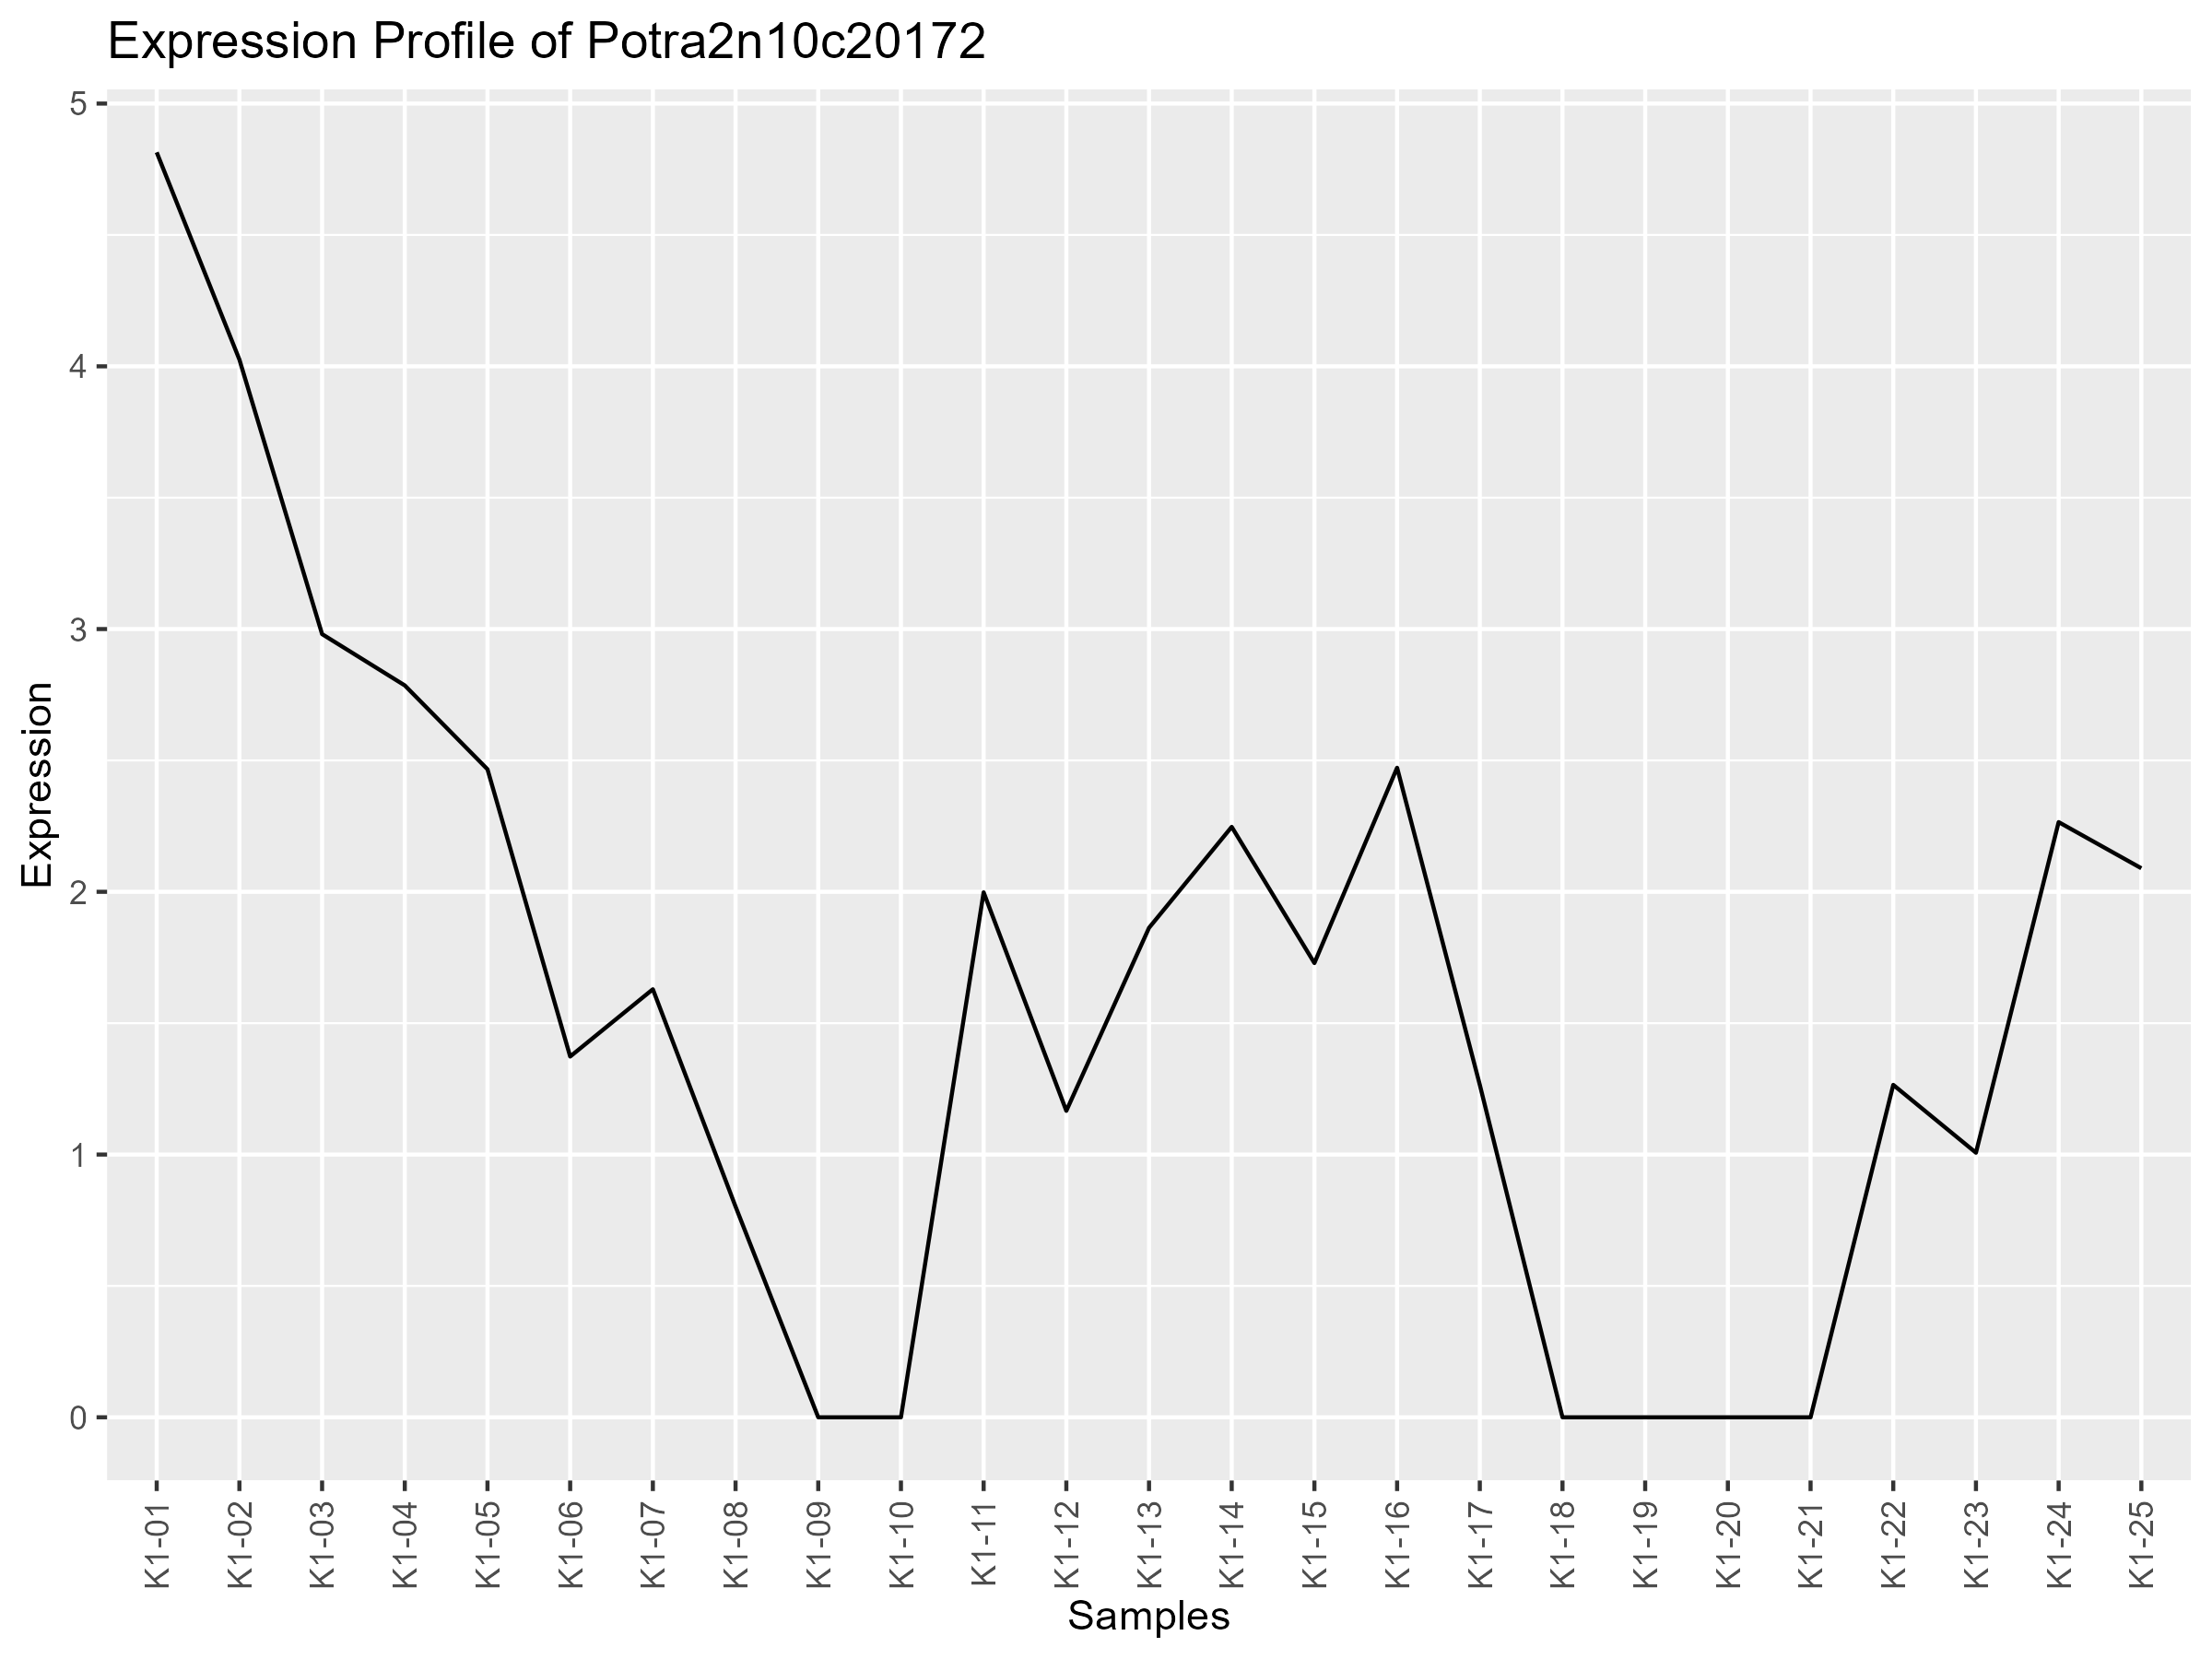 Expression Profile of Potra2n10c20172
Expression
5
4
3
2
1
0
K1-01
K1-02
K1-03
K1-04
K1-05
K1-06
K1-07
K1-08
K1-09
K1-10
K1-11
K1-12
K1-13
K1-14
K1-15
K1-16
K1-17
K1-18
K1-19
K1-20
K1-21
K1-22
K1-23
K1-24
K1-25
Samples